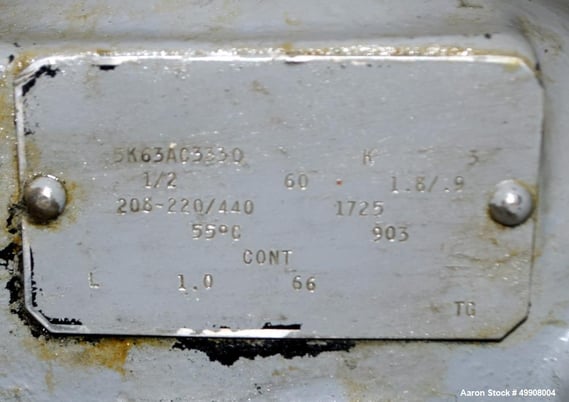 K 3
1/2 60 1.8/.9
208-220/440 1725
55°C 903
CONT
L 1.0 66
TG
Aaron Stock # 49908004